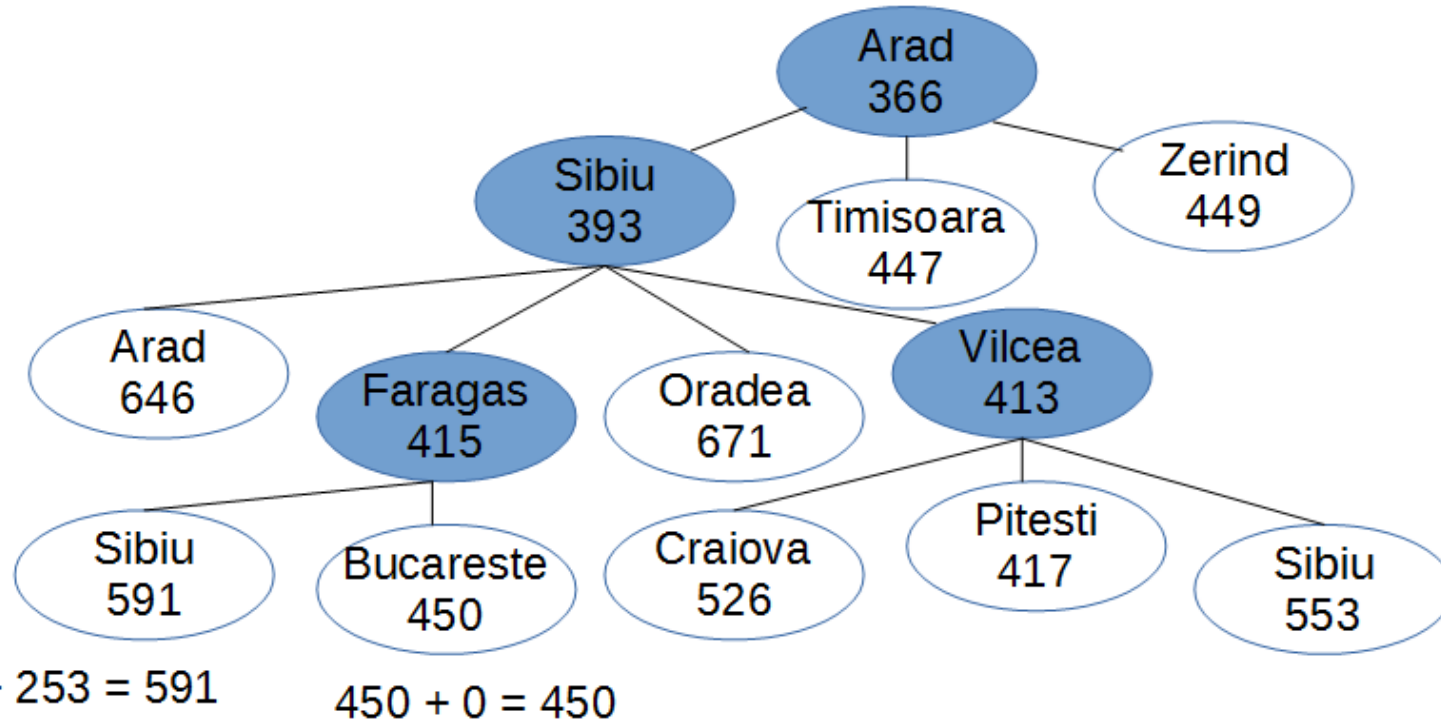 Arad
366
Sibiu
393
Timisoara
447
Zerind
449
Arad
646
Faragas
415
Oradea
671
Vilcea
413
Sibiu
591
Bucareste
450
Craiova
526
Pitesti
417
Sibiu
553
253 = 591
450 + 0 = 450